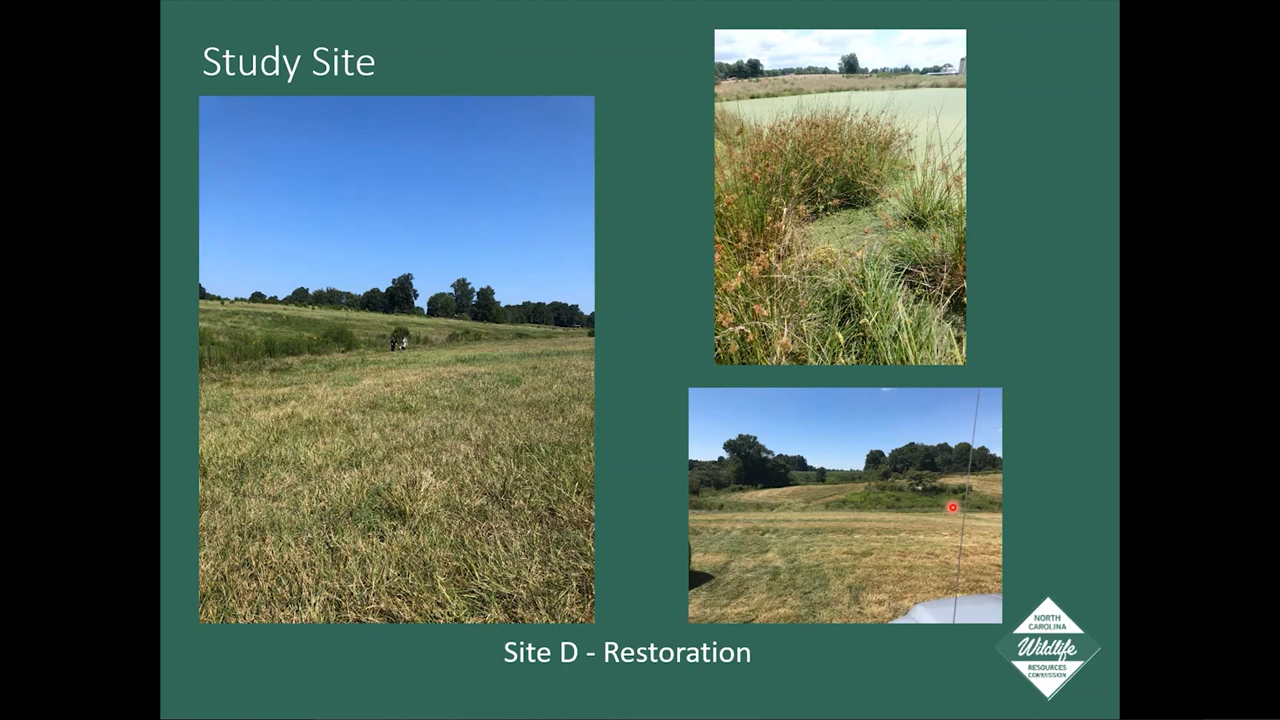 Study Site
Site D - Restoration
NORTH
CAROLINA
Wildlife
RESOURCES
COMMISSION